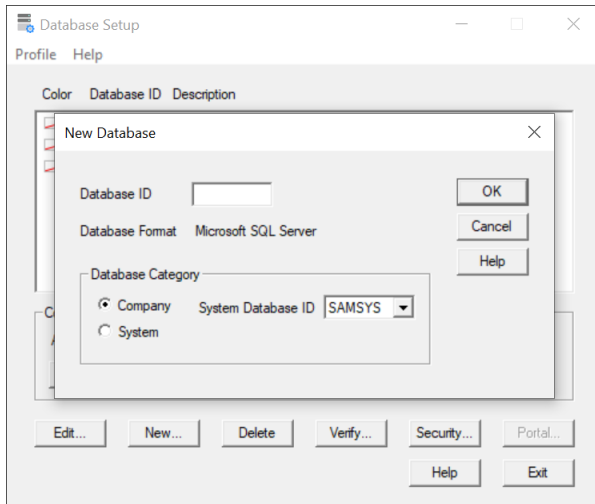 Database Setup
Profile Help
Color Database ID Description
New Database
Database ID
OK
Database Format Microsoft SQL Server
Cancel
Help
Database Category
Company System Database ID SAMSYS
System
Edit... New... Delete Verify... Security... Portal...
Help Exit